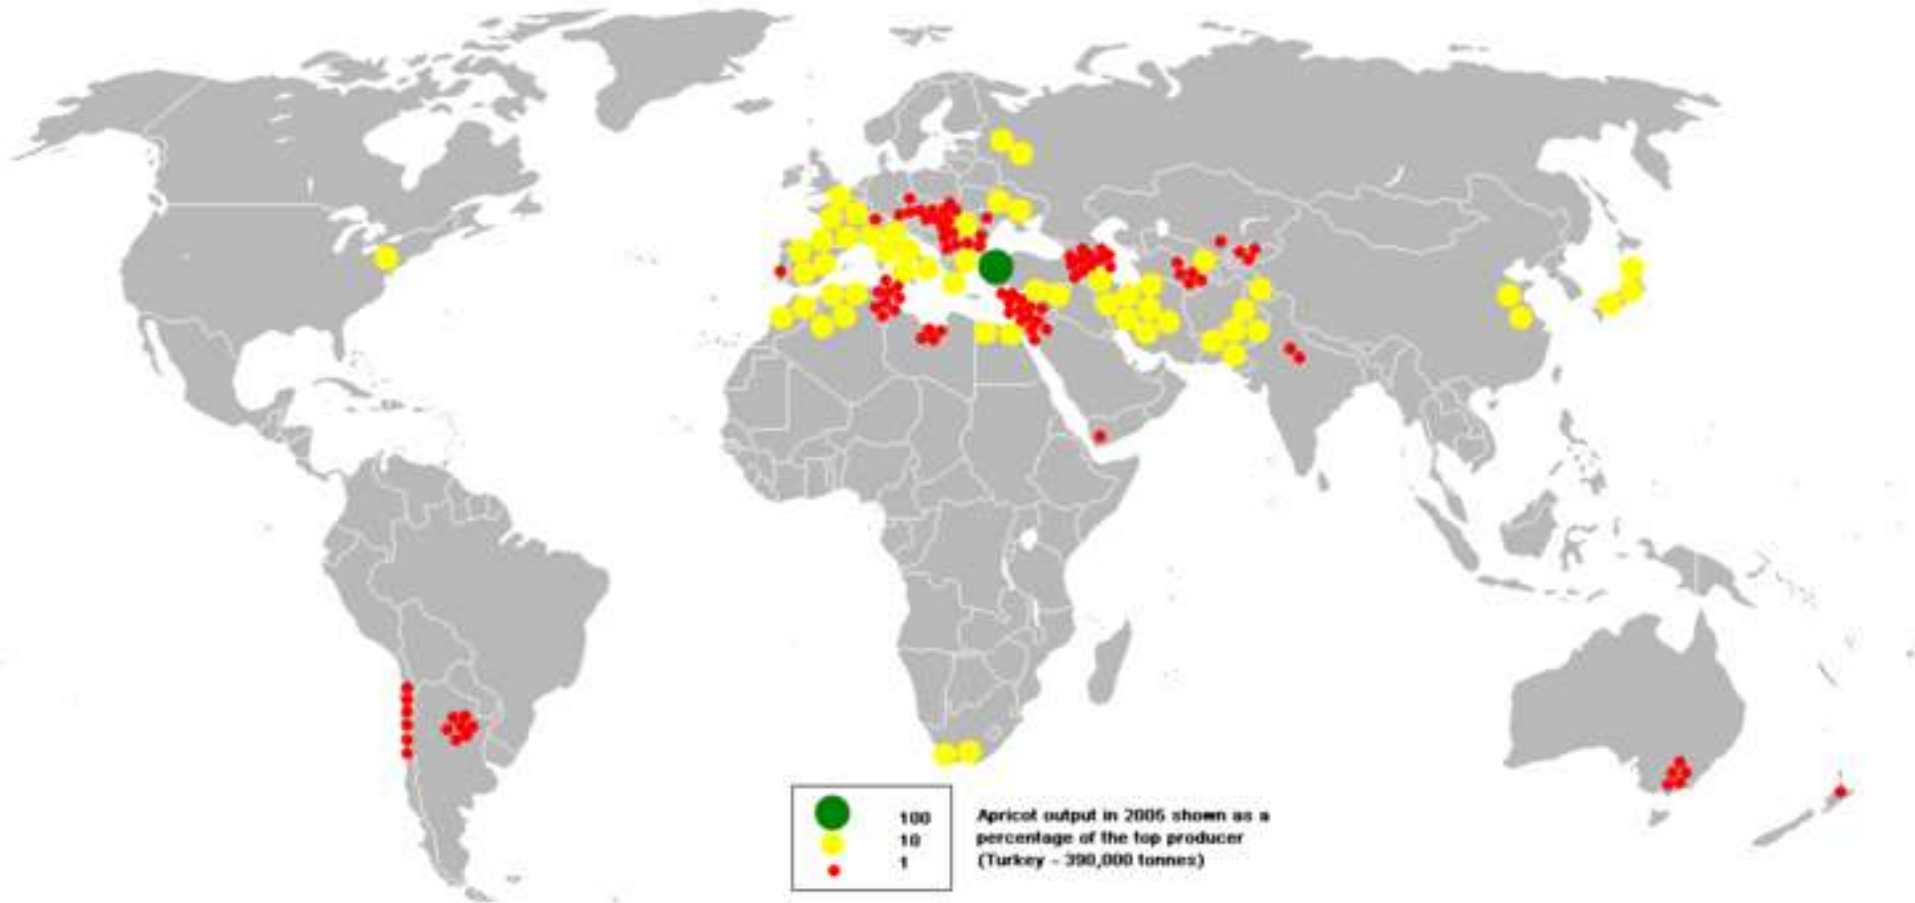 100
10
1
Apricot output in 2005 shown as a
percentage of the top producer
(Turkey - 390,000 tonnes)